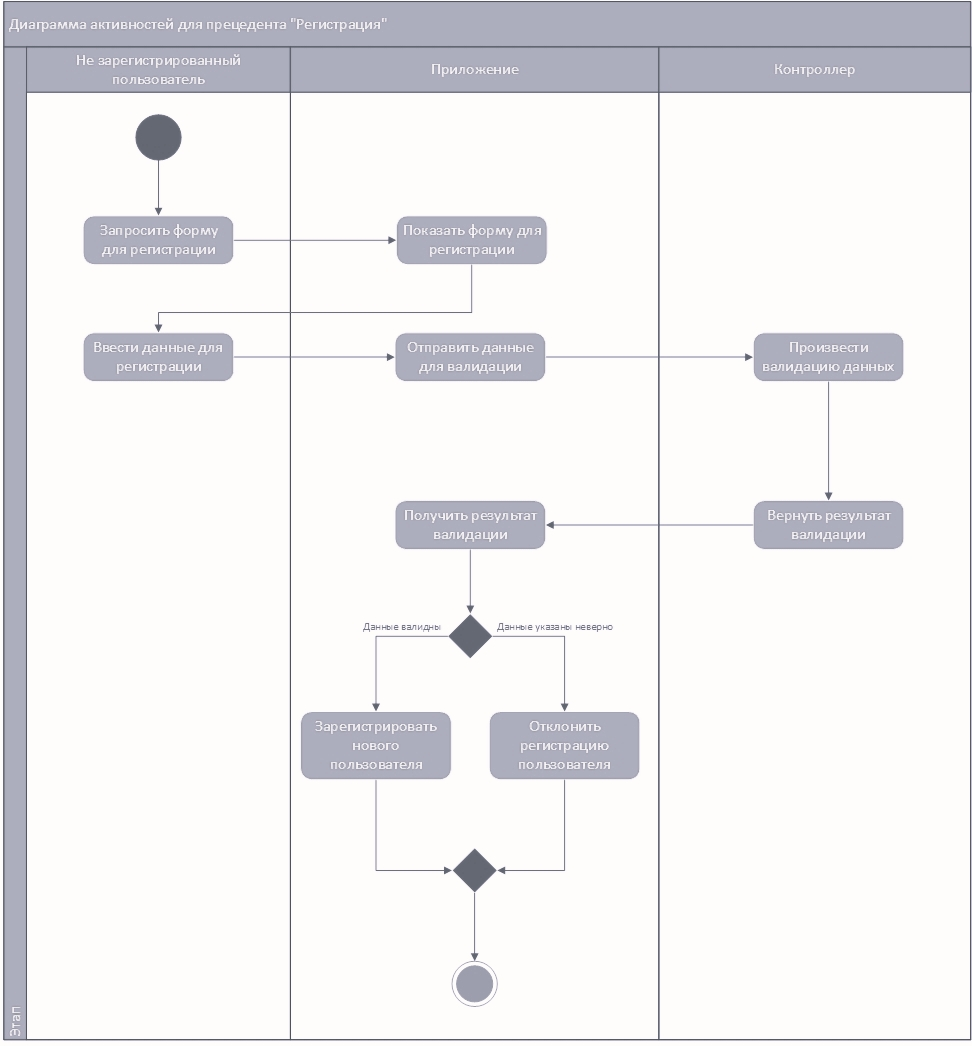 Диаграмма активностей для прецедента "Регистрация"
Не зарегистрированный
пользователь
Приложение
Контроллер
Запросить форму
для регистрации
Показать форму для
регистрации
Ввести данные для
регистрации
Отправить данные
для валидации
Произвести
валидацию данных
Получить результат
валидации
Вернуть результат
валидации
Данные валидны
Данные указаны неверно
Зарегистрировать
нового
пользователя
Отклонить
регистрацию
пользователя
Этап